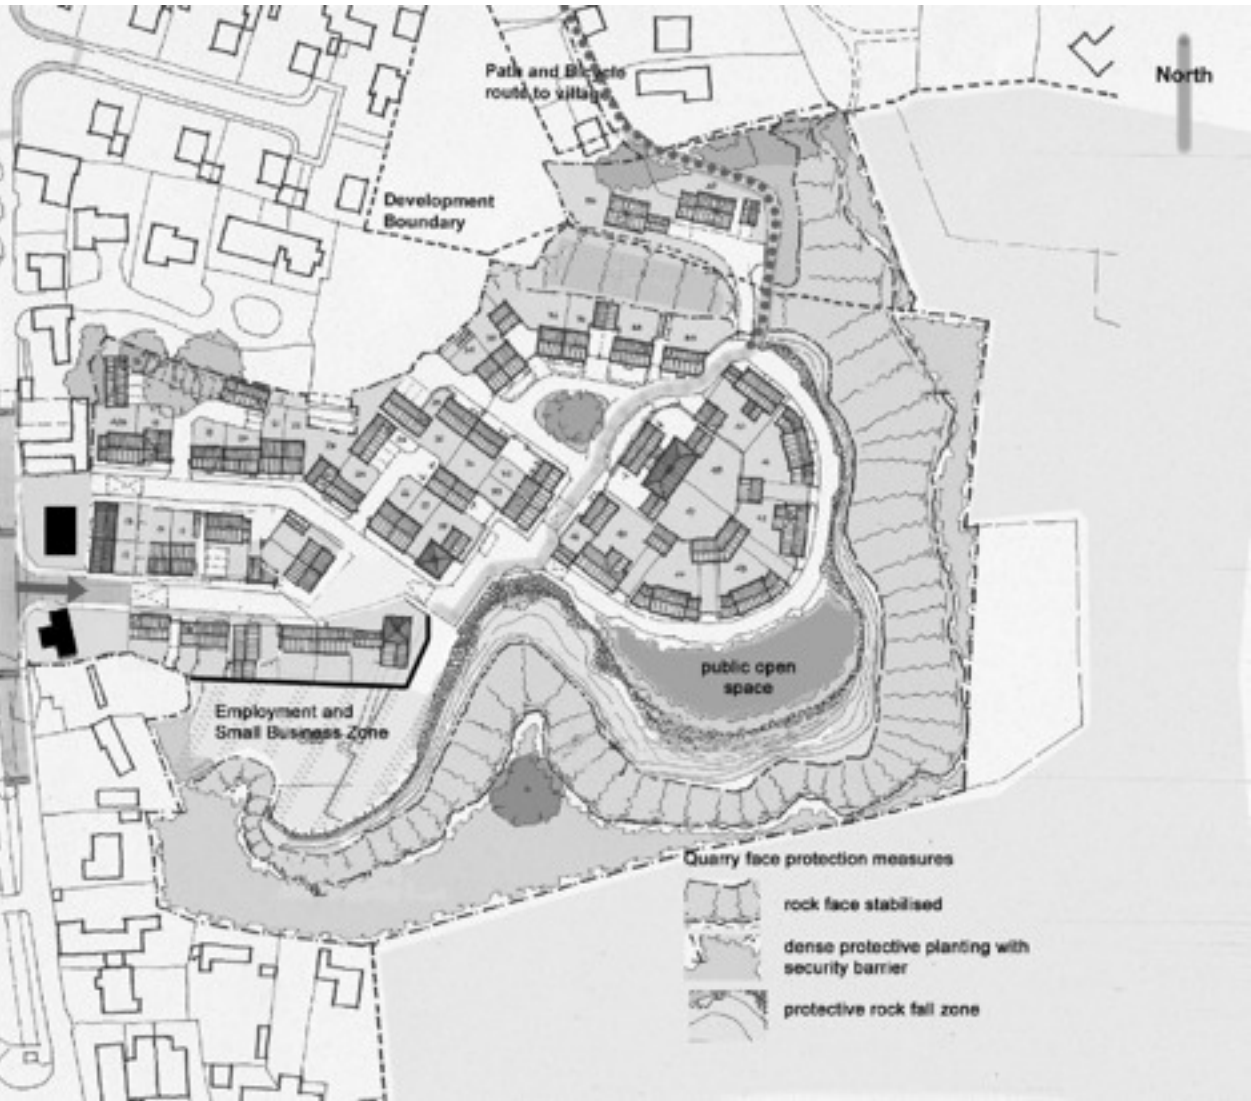 Path and Bicycle
route to village
North
Development
Boundary
public open
space
Employment and
Small Business Zone
Quarry face protection measures
rock face stabilised
dense protective planting with
security barrier
protective rock fall zone